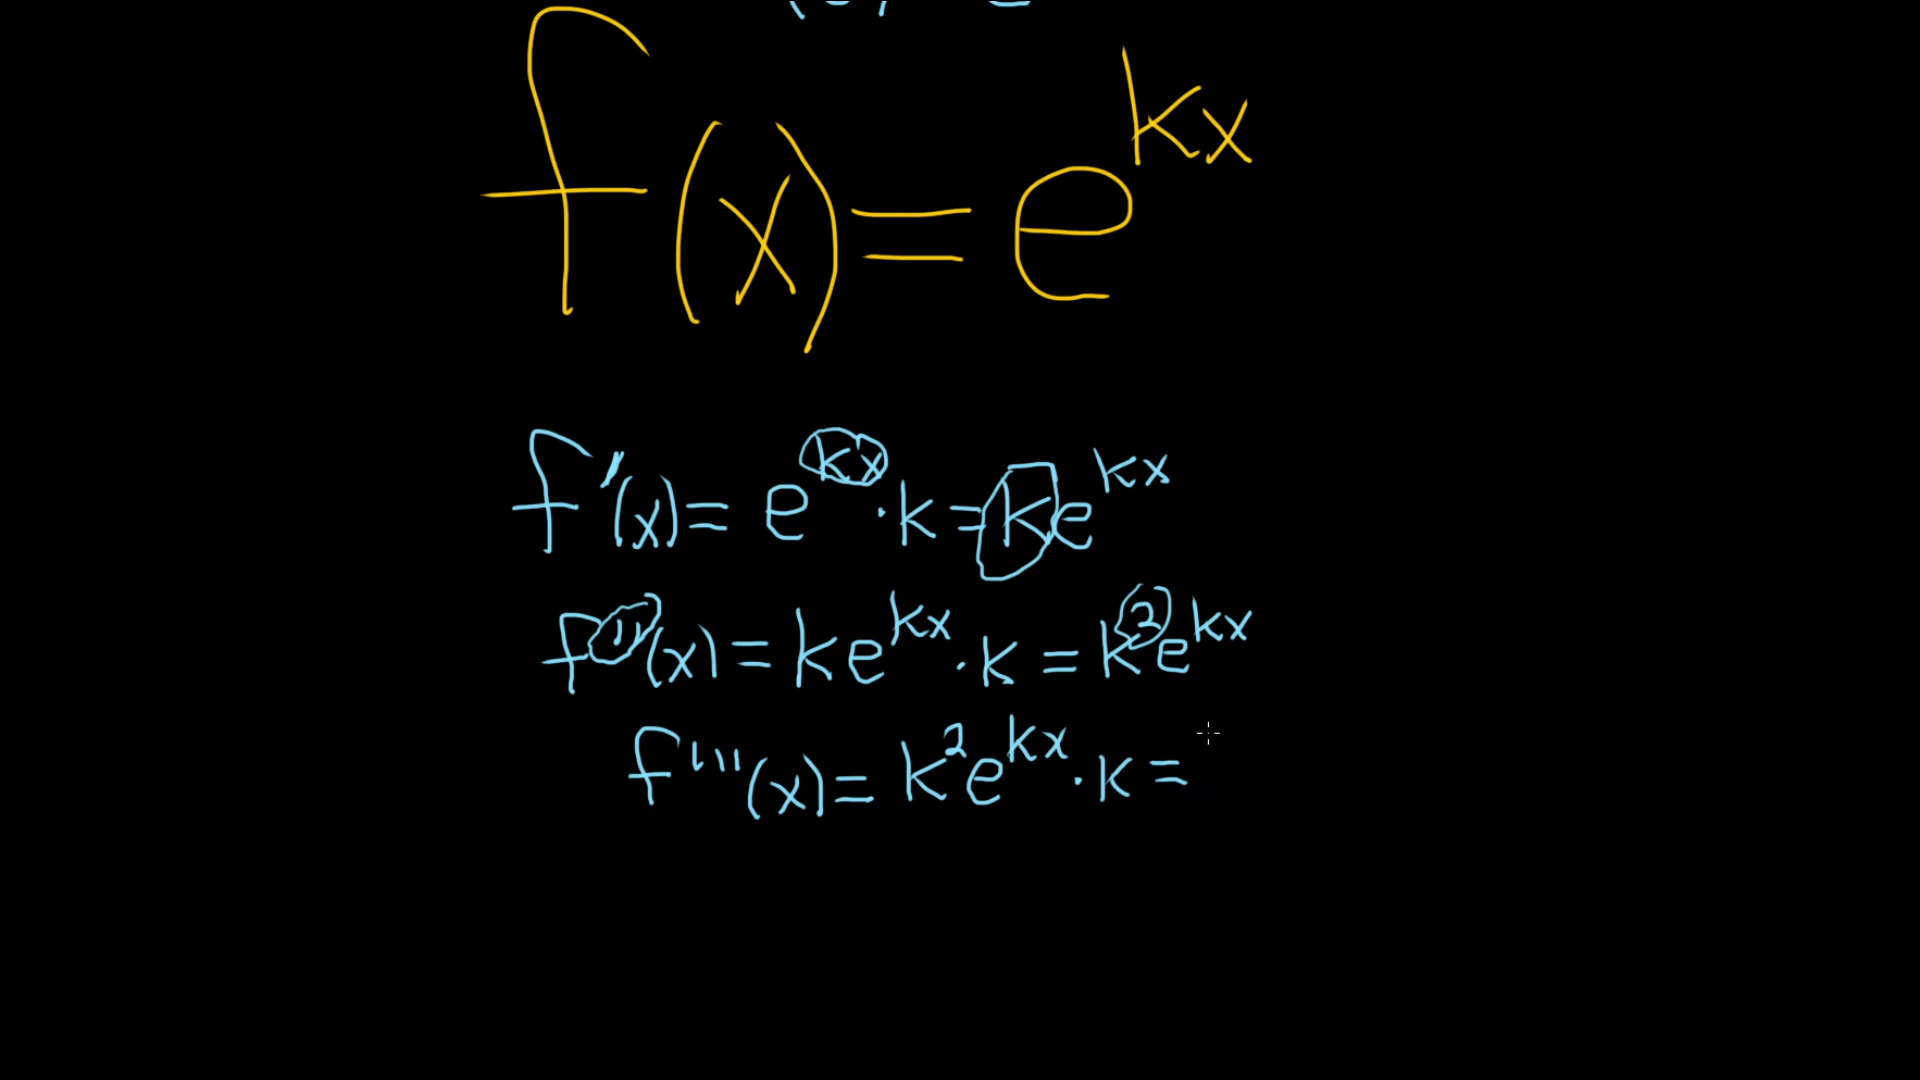 f(x)=e^{kx}
f'(x)= e^{kx}·k=ke^{kx}
f''(x)=ke^{kx}·k=k^2e^{kx}
f'''(x)=k^2e^{kx}·k=